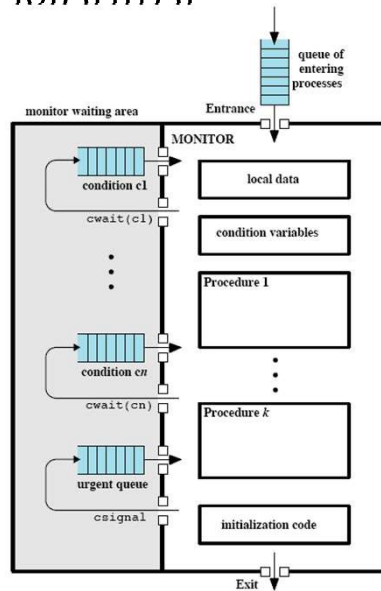 queue of
entering
processes
Entrance
monitor waiting area
MONITOR
condition c1
local data
cwait(c1)
condition variables
Procedure 1
condition cn
cwait(cn)
Procedure k
urgent queue
csignal
initialization code
Exit